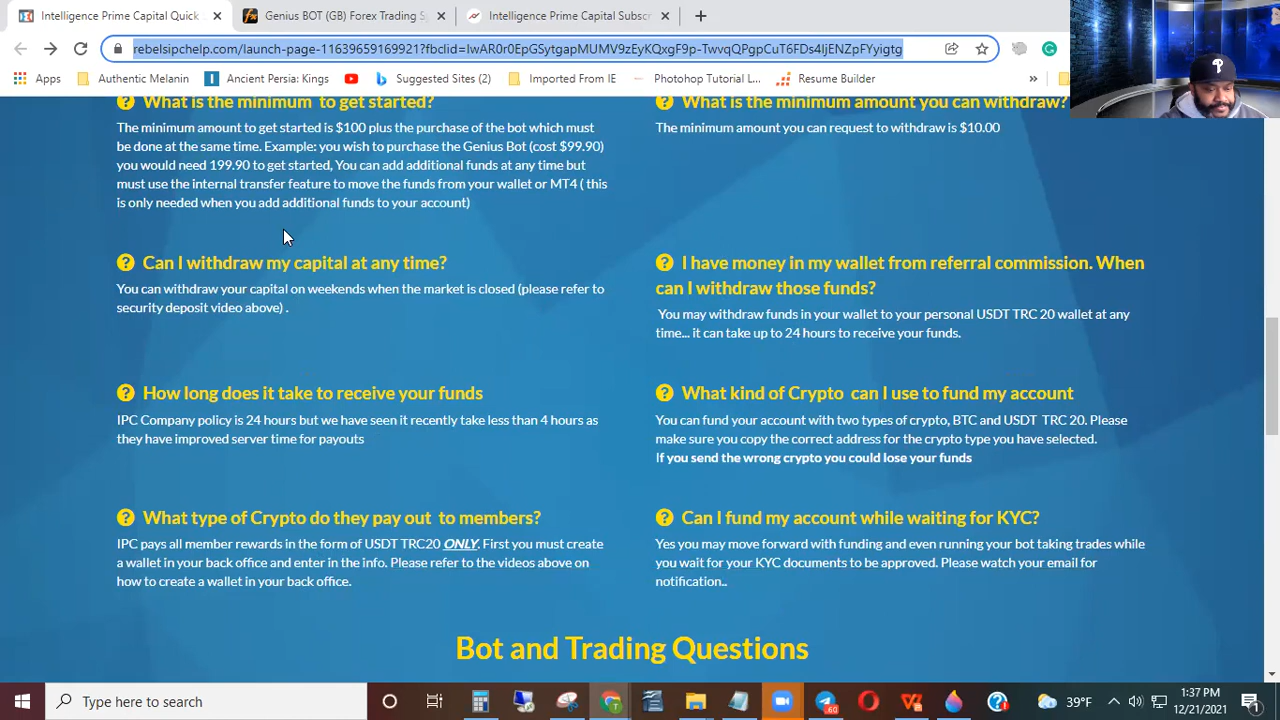 Intelligence Prime Capital Quick
Genius BOT (GB) Forex Trading S
Intelligence Prime Capital Subscr
rebelsipchelp.com/launch-page-11639659169921?fbclid=IwAR0r0EpGSytgapMUMV9zEyKQxgF9p-TwvqQPgpCuT6FDs4IjENZpFYyigtg
Apps
Authentic Melanin
Ancient Persia: Kings
Suggested Sites (2)
Imported From IE
Photohop Tutorial L...
Resume Builder
»
What is the minimum to get started?
The minimum amount to get started is $100 plus the purchase of the bot which must
be done at the same time. Example: you wish to purchase the Genius Bot (cost $99.90)
you would need 199.90 to get started, You can add additional funds at any time but
must use the internal transfer feature to move the funds from your wallet or MT4 ( this
is only needed when you add additional funds to your account)
What is the minimum amount you can withdraw?
The minimum amount you can request to withdraw is $10.00
Can I withdraw my capital at any time?
You can withdraw your capital on weekends when the market is closed (please refer to
security deposit video above) .
I have money in my wallet from referral commission. When
can I withdraw those funds?
You may withdraw funds in your wallet to your personal USDT TRC 20 wallet at any
time... it can take up to 24 hours to receive your funds.
How long does it take to receive your funds
IPC Company policy is 24 hours but we have seen it recently take less than 4 hours as
they have improved server time for payouts
What kind of Crypto can I use to fund my account
You can fund your account with two types of crypto, BTC and USDT TRC 20. Please
make sure you copy the correct address for the crypto type you have selected.
If you send the wrong crypto you could lose your funds
What type of Crypto do they pay out to members?
IPC pays all member rewards in the form of USDT TRC20 ONLY. First you must create
a wallet in your back office and enter in the info. Please refer to the videos above on
how to create a wallet in your back office.
Can I fund my account while waiting for KYC?
Yes you may move forward with funding and even running your bot taking trades while
you wait for your KYC documents to be approved. Please watch your email for
notification..
Bot and Trading Questions
Type here to search
.60
39°F
1:37 PM
12/21/2021
1